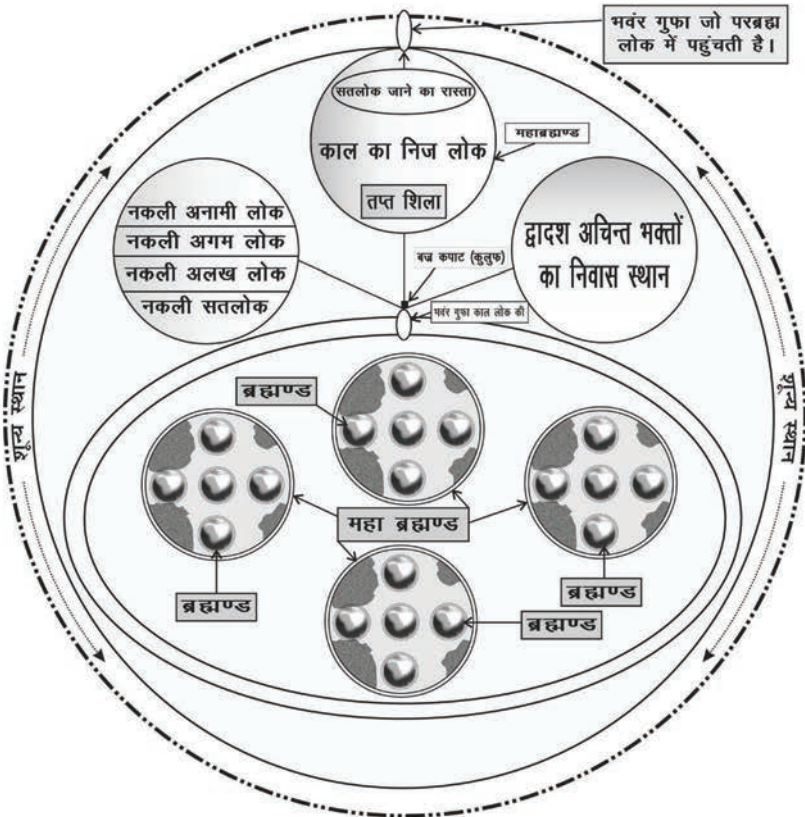 भवंर गुफा जो परब्रह्म
लोक में पहुंचती है।
सतलोक जाने का रास्ता
काल का निज लोक
महाब्रह्मण्ड
तप्त शिला
नकली अनामी लोक
नकली अगम लोक
नकली अलख लोक
नकली सतलोक
द्वादश अचिन्त भक्तों
का निवास स्थान
बज्र कपाट (कुलुफ)
भवंर गुफा काल लोक की
शून्य स्थान
शून्य स्थान
ब्रह्मण्ड
महा ब्रह्मण्ड
ब्रह्मण्ड
ब्रह्मण्ड
ब्रह्मण्ड